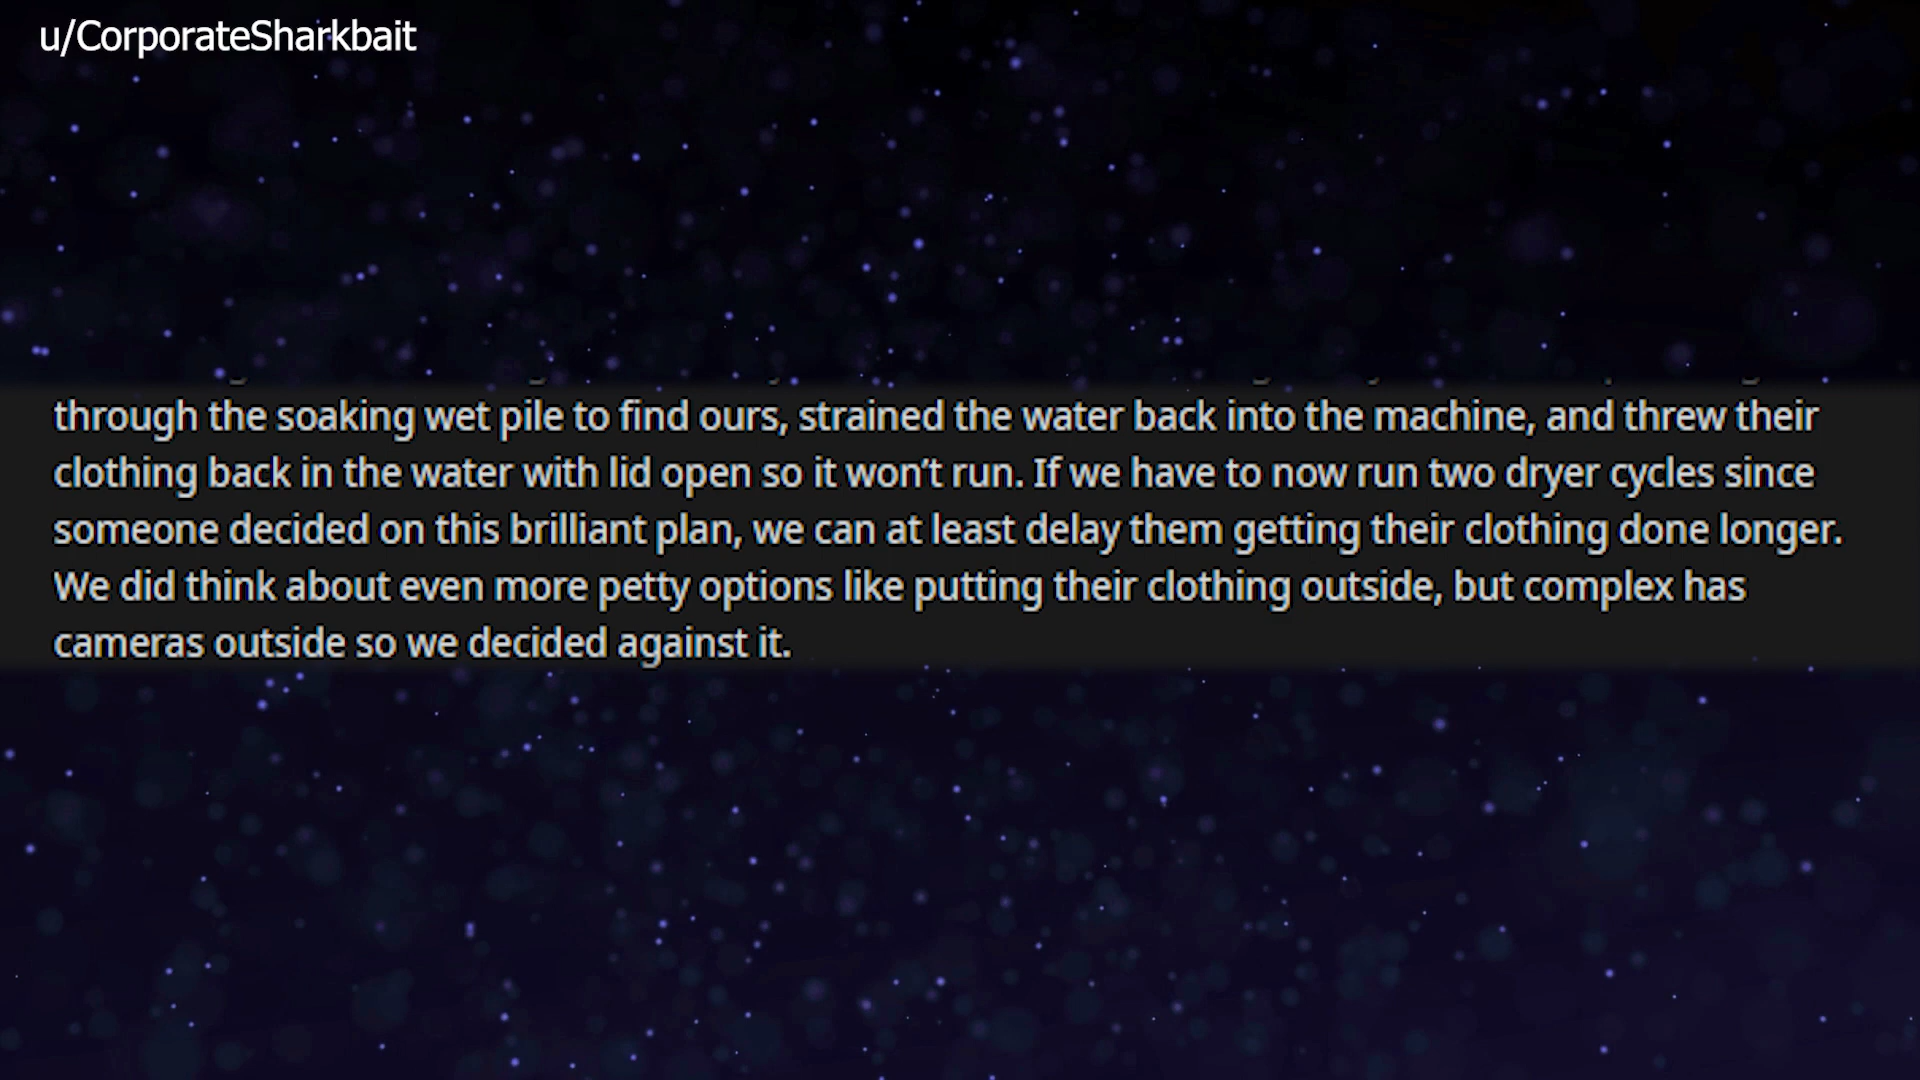 u/CorporateSharkbait
through the soaking wet pile to find ours, strained the water back into the machine, and threw their
clothing back in the water with lid open so it won’t run. If we have to now run two dryer cycles since
someone decided on this brilliant plan, we can at least delay them getting their clothing done longer.
We did think about even more petty options like putting their clothing outside, but complex has
cameras outside so we decided against it.